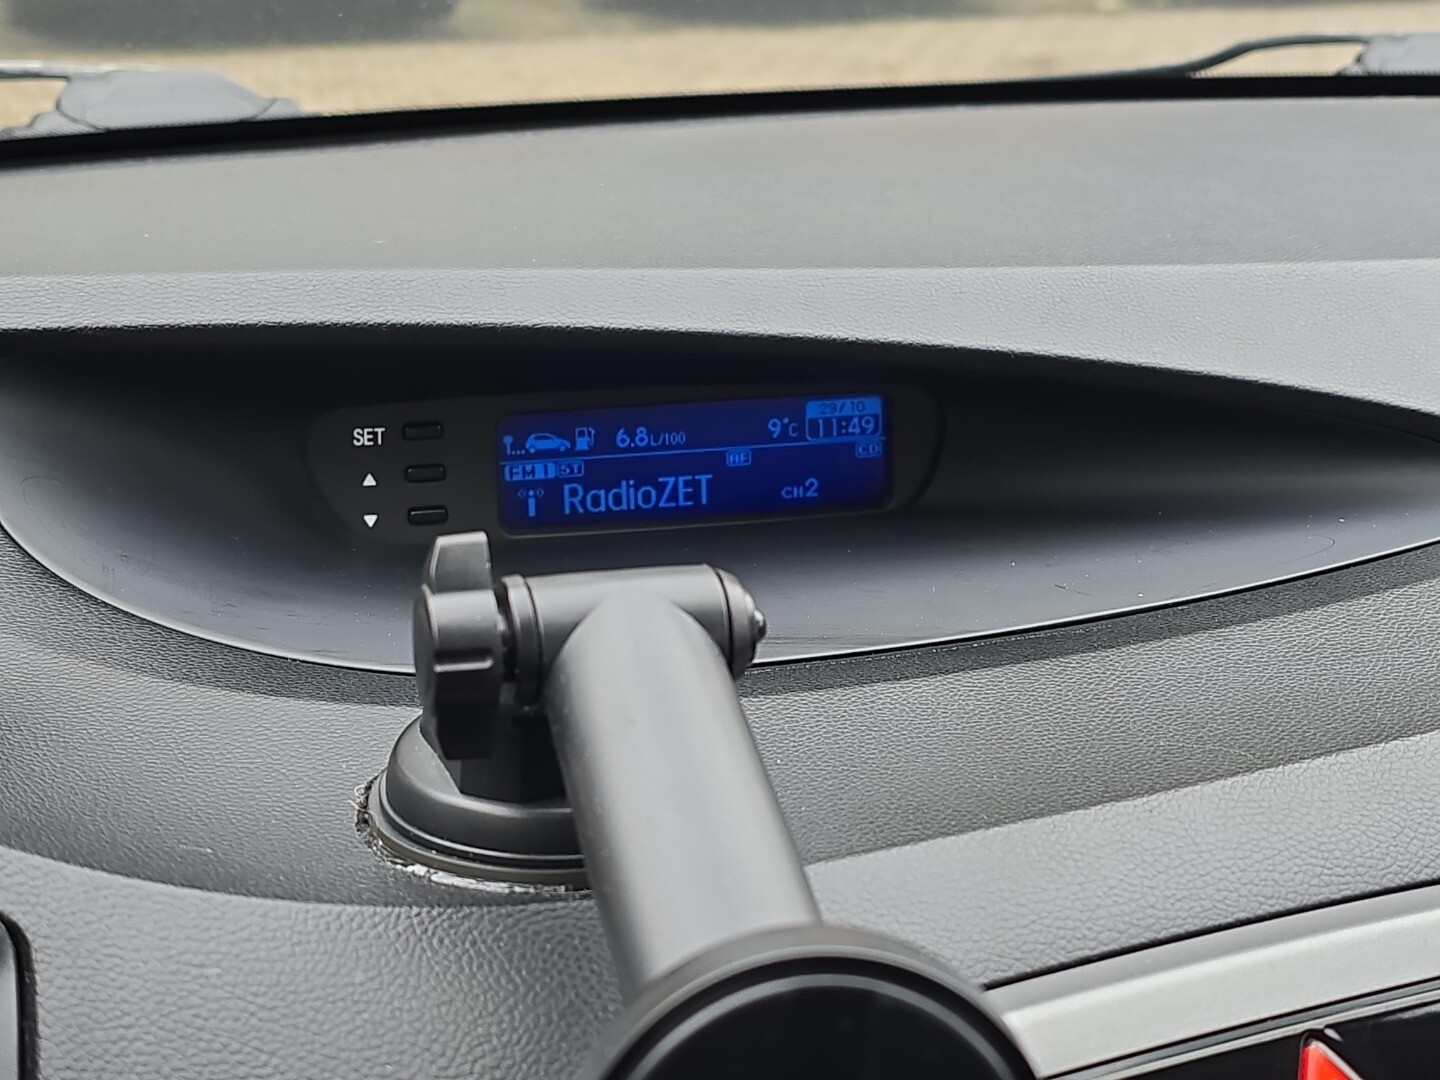 SET
29/10
6.8L/100 9°C 11:49
FM1 ST AF CD
RadioZET CH2